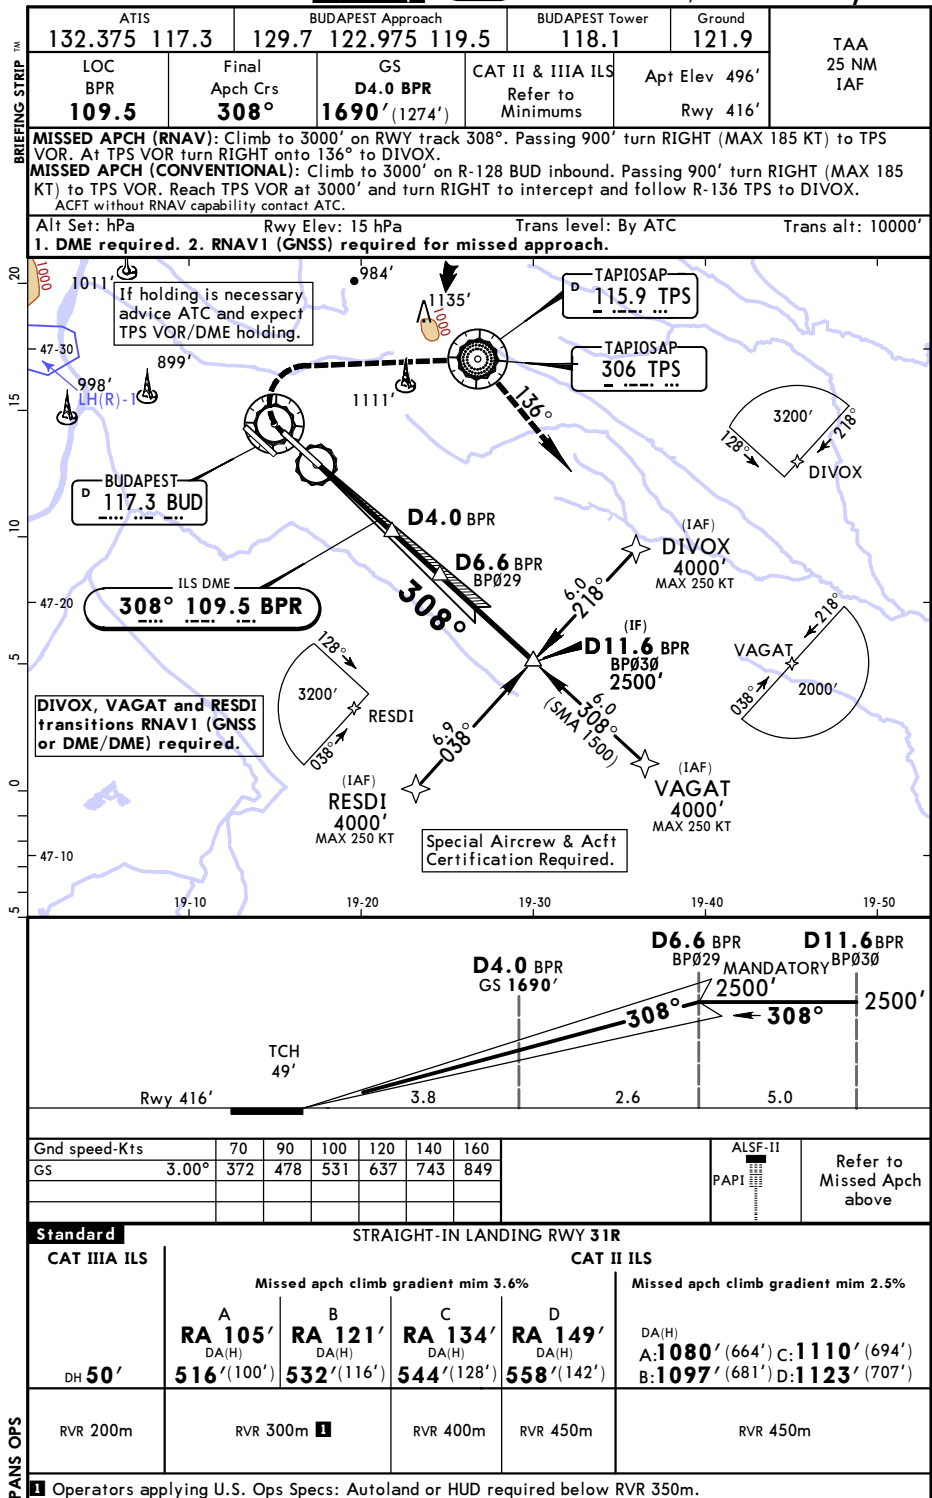 ATIS
132.375 117.3
BUDAPEST Approach
129.7 122.975 119.5
BUDAPEST Tower
118.1
Ground
121.9
TAA
25 NM
IAF
BRIEFING STRIP TM
LOC
BPR
109.5
Final
Apch Crs
308°
GS
D4.0 BPR
1690' (1274')
CAT II & IIIA ILS
Refer to
Minimums
Apt Elev 496'
Rwy 416'
MISSED APCH (RNAV): Climb to 3000' on RWY track 308°. Passing 900' turn RIGHT (MAX 185 KT) to TPS
VOR. At TPS VOR turn RIGHT onto 136° to DIVOX.
MISSED APCH (CONVENTIONAL): Climb to 3000' on R-128 BUD inbound. Passing 900' turn RIGHT (MAX 185
KT) to TPS VOR. Reach TPS VOR at 3000' and turn RIGHT to intercept and follow R-136 TPS to DIVOX.
ACFT without RNAV capability contact ATC.
Alt Set: hPa Rwy Elev: 15 hPa Trans level: By ATC Trans alt: 10000'
1. DME required. 2. RNAV1 (GNSS) required for missed approach.
20
1000
1011'
984'
1135'
1000
If holding is necessary
advice ATC and expect
TPS VOR/DME holding.
TAPIOSAP
D 115.9 TPS
TAPIOSAP
306 TPS
47-30
899'
998'
LH(R)-1
1111'
15
136°
3200'
128°
218°
DIVOX
BUDAPEST
D 117.3 BUD
10
D4.0 BPR
(IAF)
DIVOX
4000'
MAX 250 KT
D6.6 BPR
BPØ29
ILS DME
308° 109.5 BPR
47-20
308°
6.0
218°
(IF)
D11.6 BPR
BPØ30
2500'
218°
VAGAT
2000'
038°
5
128°
3200'
RESDI
038°
DIVOX, VAGAT and RESDI
transitions RNAV1 (GNSS
or DME/DME) required.
6.9
038°
6.0
308°
(SMA 1500)
0
(IAF)
RESDI
4000'
MAX 250 KT
(IAF)
VAGAT
4000'
MAX 250 KT
Special Aircrew & Acft
Certification Required.
47-10
5
19-10 19-20 19-30 19-40 19-50
D6.6 BPR
BPØ29
D11.6 BPR
BPØ30
D4.0 BPR
GS 1690'
MANDATORY
2500'
2500'
308°
308°
TCH
49'
Rwy 416'
3.8 2.6 5.0
Gnd speed-Kts 70 90 100 120 140 160
GS 3.00° 372 478 531 637 743 849
ALSF-II
PAPI
Refer to
Missed Apch
above
Standard STRAIGHT-IN LANDING RWY 31R
CAT IIIA ILS CAT II ILS
Missed apch climb gradient mim 3.6% Missed apch climb gradient mim 2.5%
A
RA 105'
DA(H)
516' (100')
B
RA 121'
DA(H)
532' (116')
C
RA 134'
DA(H)
544' (128')
D
RA 149'
DA(H)
558' (142')
DA(H)
A: 1080' (664') C: 1110' (694')
B: 1097' (681') D: 1123' (707')
DH 50'
RVR 200m RVR 300m 1 RVR 400m RVR 450m RVR 450m
PANS OPS
1 Operators applying U.S. Ops Specs: Autoland or HUD required below RVR 350m.